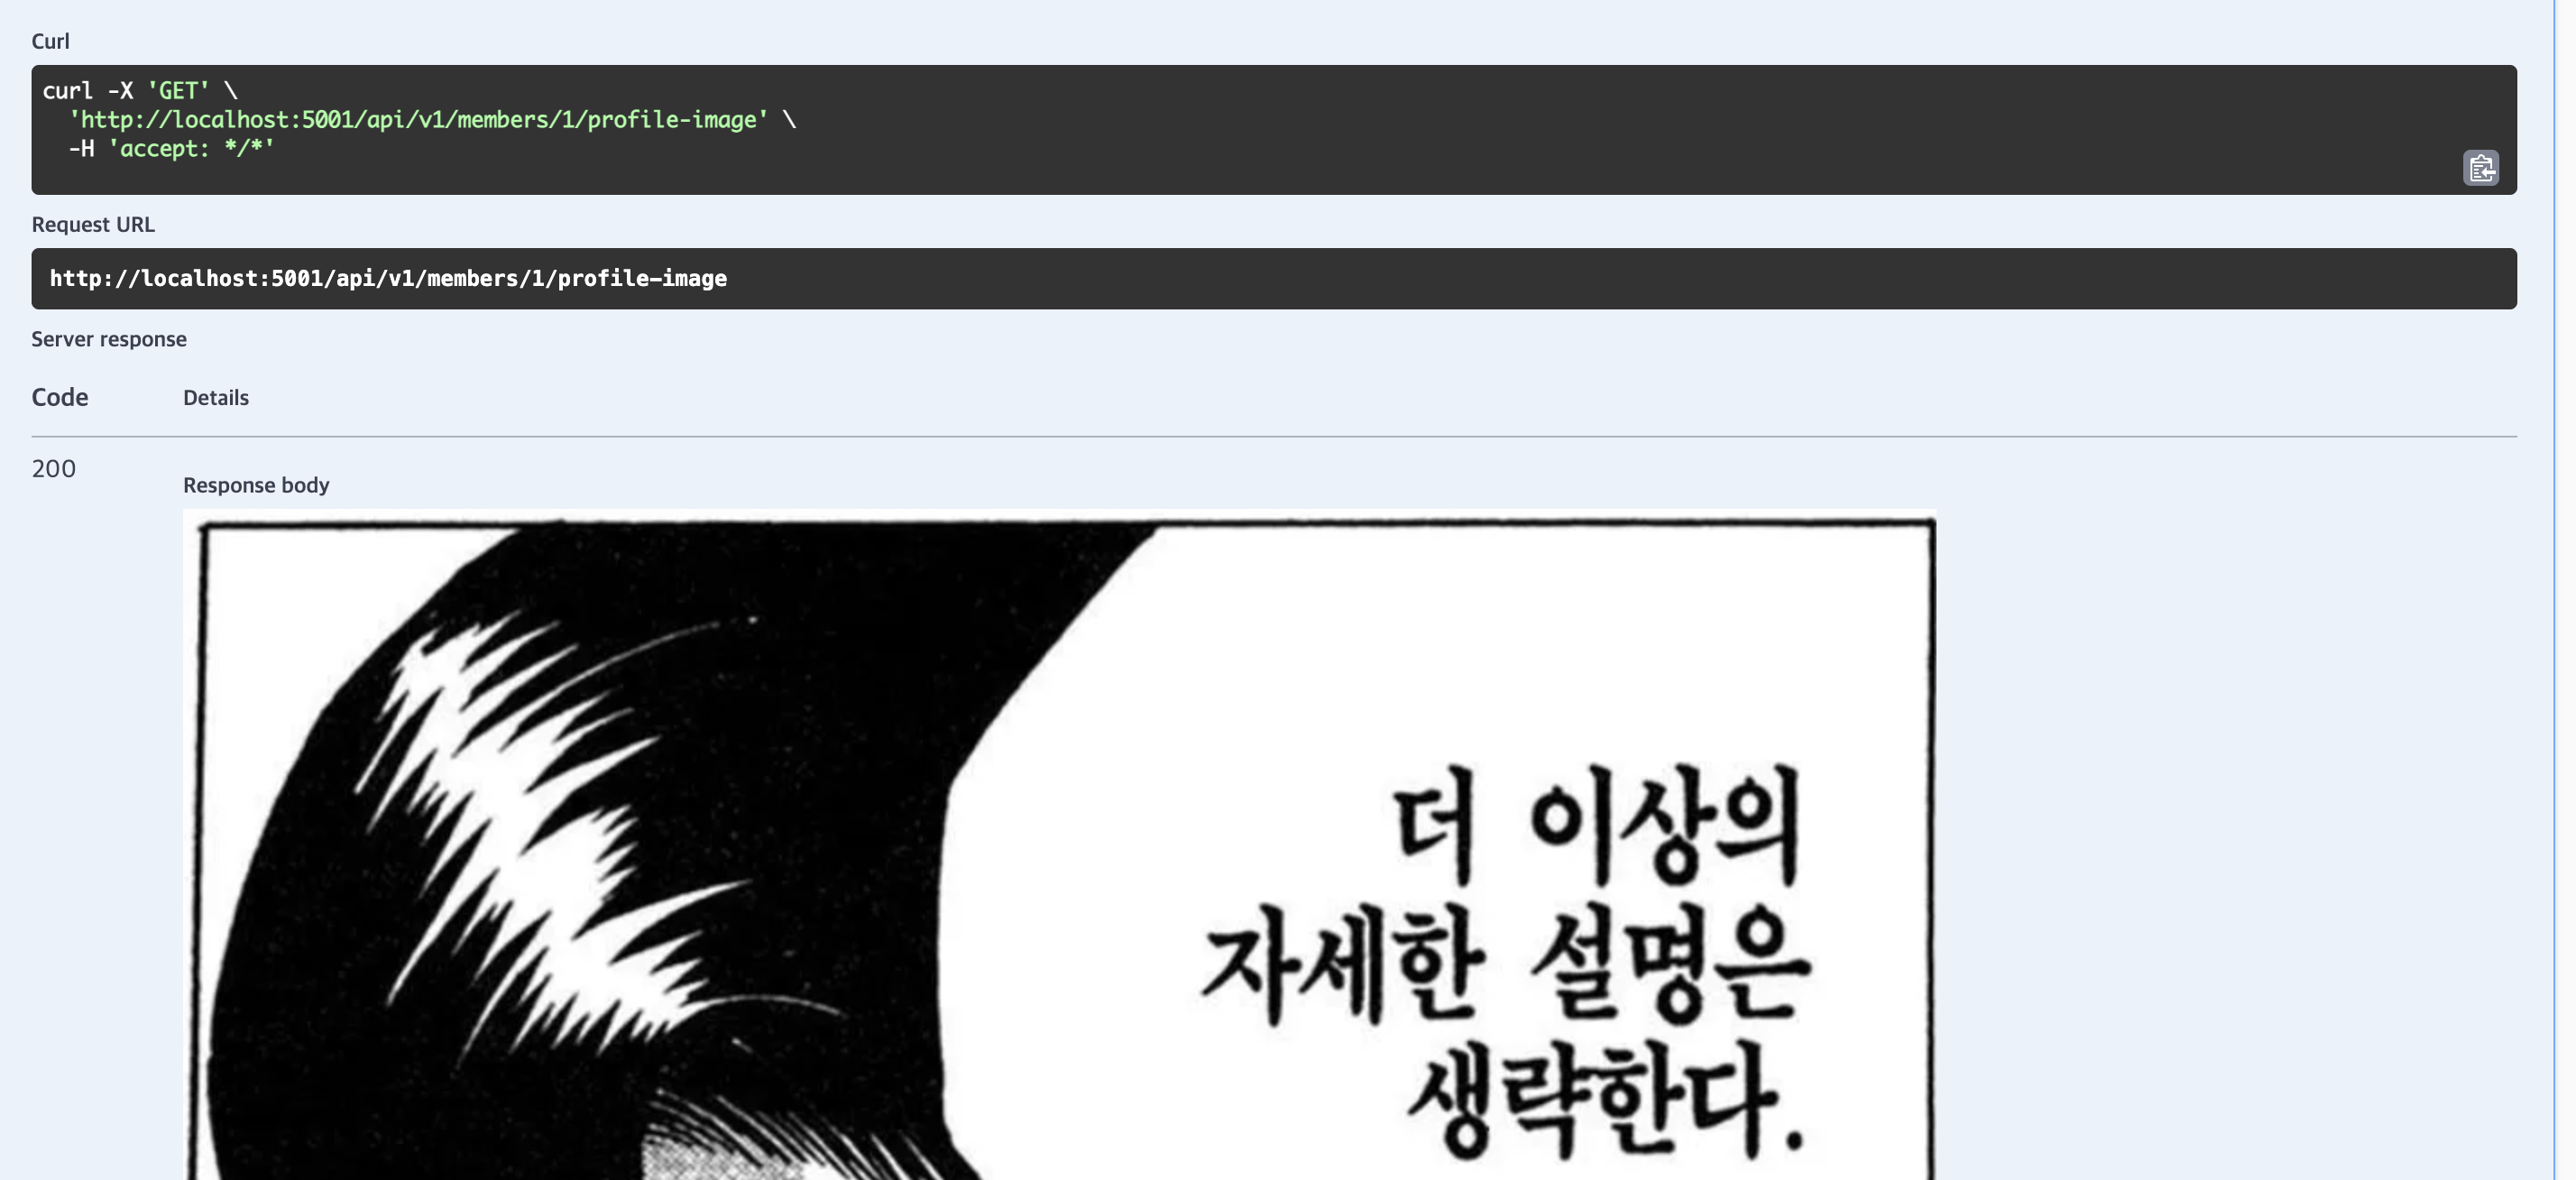 Curl
curl -X 'GET' \
'http://localhost:5001/api/v1/members/1/profile-image' \
-H 'accept: */*'
Request URL
http://localhost:5001/api/v1/members/1/profile-image
Server response
Code Details
200
Response body
더 이상의
자세한 설명은
생략한다.